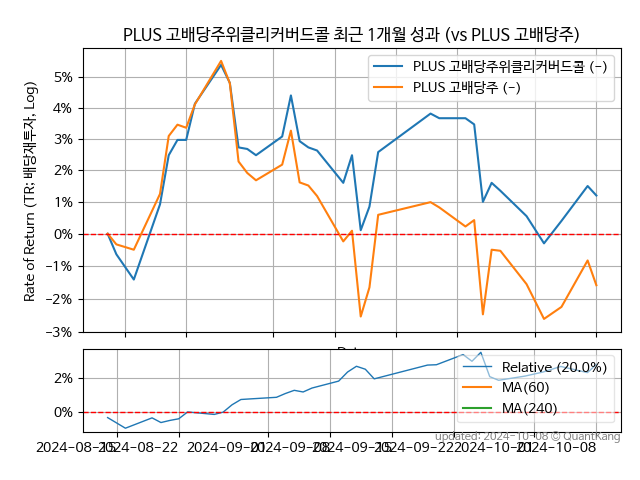 PLUS 고배당주위클리커버드콜 최근 1개월 성과 (vs PLUS 고배당주)
Rate of Return (TR; 배당재투자, Log)
5%
4%
3%
2%
1%
0%
-1%
-2%
-3%
PLUS 고배당주위클리커버드콜 (-)
PLUS 고배당주 (-)
2%
0%
Relative (20.0%)
MA(60)
MA(240)
updated: 2024-10-08 © QuantKang
2024-08-15
2024-08-22
2024-09-01
2024-09-08
2024-09-15
2024-09-22
2024-10-01
2024-10-08